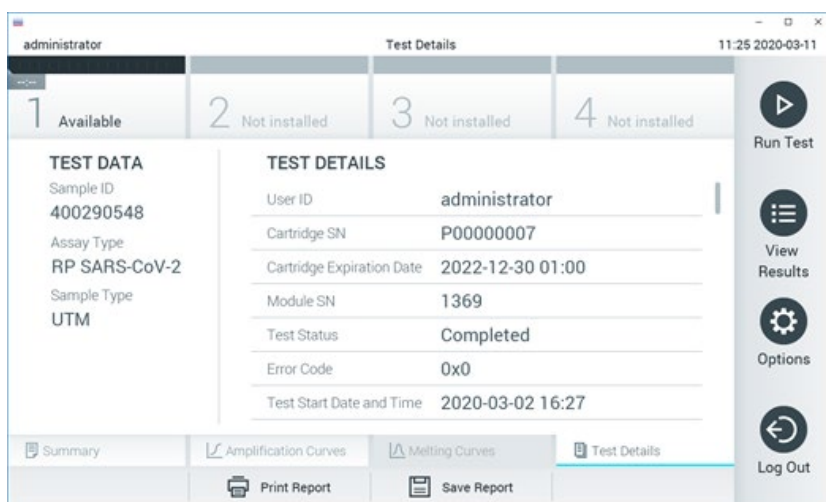 administrator Test Details 11:25 2020-03-11
--:--
1 Available 2 Not installed 3 Not installed 4 Not installed
Run Test
TEST DATA
Sample ID
400290548
Assay Type
RP SARS-CoV-2
Sample Type
UTM
TEST DETAILS
User ID administrator
Cartridge SN P00000007
Cartridge Expiration Date 2022-12-30 01:00
Module SN 1369
Test Status Completed
Error Code 0x0
Test Start Date and Time 2020-03-02 16:27
View
Results
Options
Log Out
Summary Amplification Curves Melting Curves Test Details
Print Report Save Report